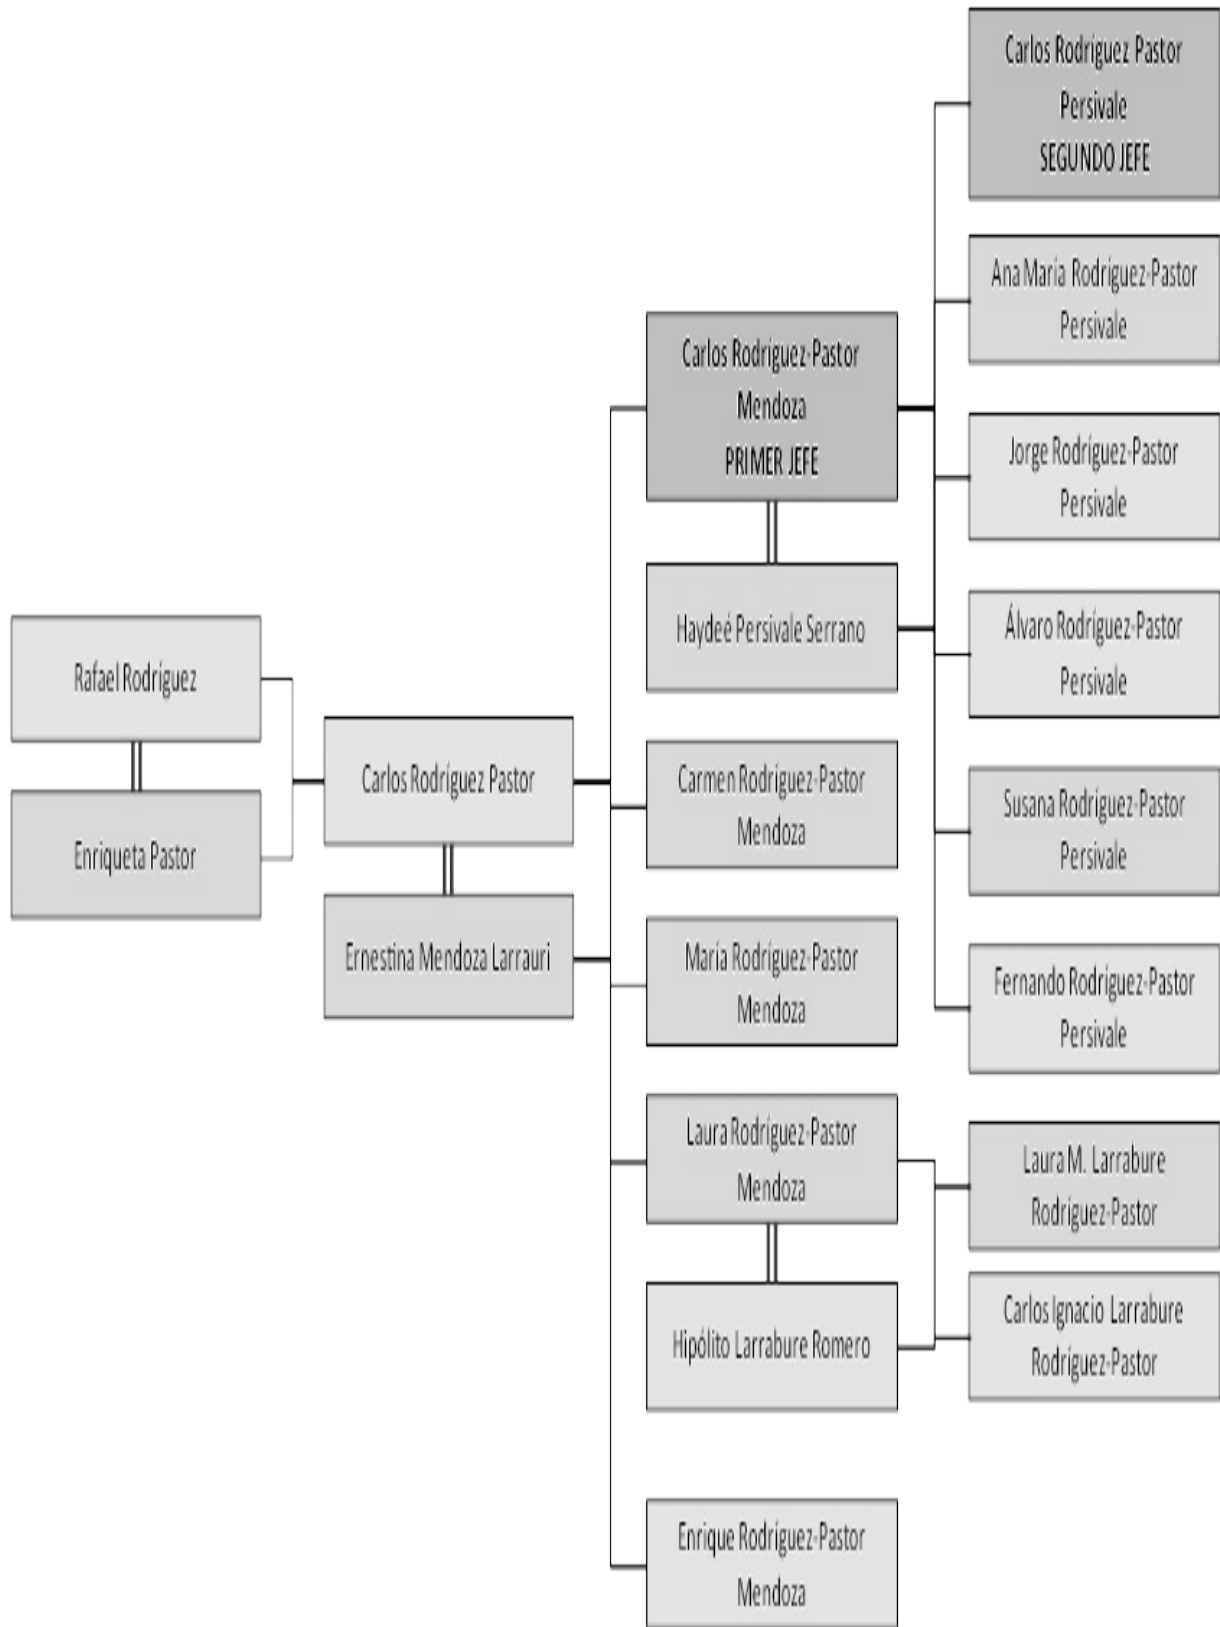 Rafael Rodríguez
Enriqueta Pastor
Carlos Rodríguez Pastor
Ernestina Mendoza Larrauri
Carlos Rodríguez-Pastor
Mendoza
PRIMER JEFE
Haydeé Persivale Serrano
Carmen Rodríguez-Pastor
Mendoza
María Rodríguez-Pastor
Mendoza
Laura Rodríguez-Pastor
Mendoza
Hipólito Larrabure Romero
Enrique Rodríguez-Pastor
Mendoza
Carlos Rodríguez Pastor
Persivale
SEGUNDO JEFE
Ana María Rodríguez-Pastor
Persivale
Jorge Rodríguez-Pastor
Persivale
Álvaro Rodríguez-Pastor
Persivale
Susana Rodríguez-Pastor
Persivale
Fernando Rodríguez-Pastor
Persivale
Laura M. Larrabure
Rodríguez-Pastor
Carlos Ignacio Larrabure
Rodríguez-Pastor